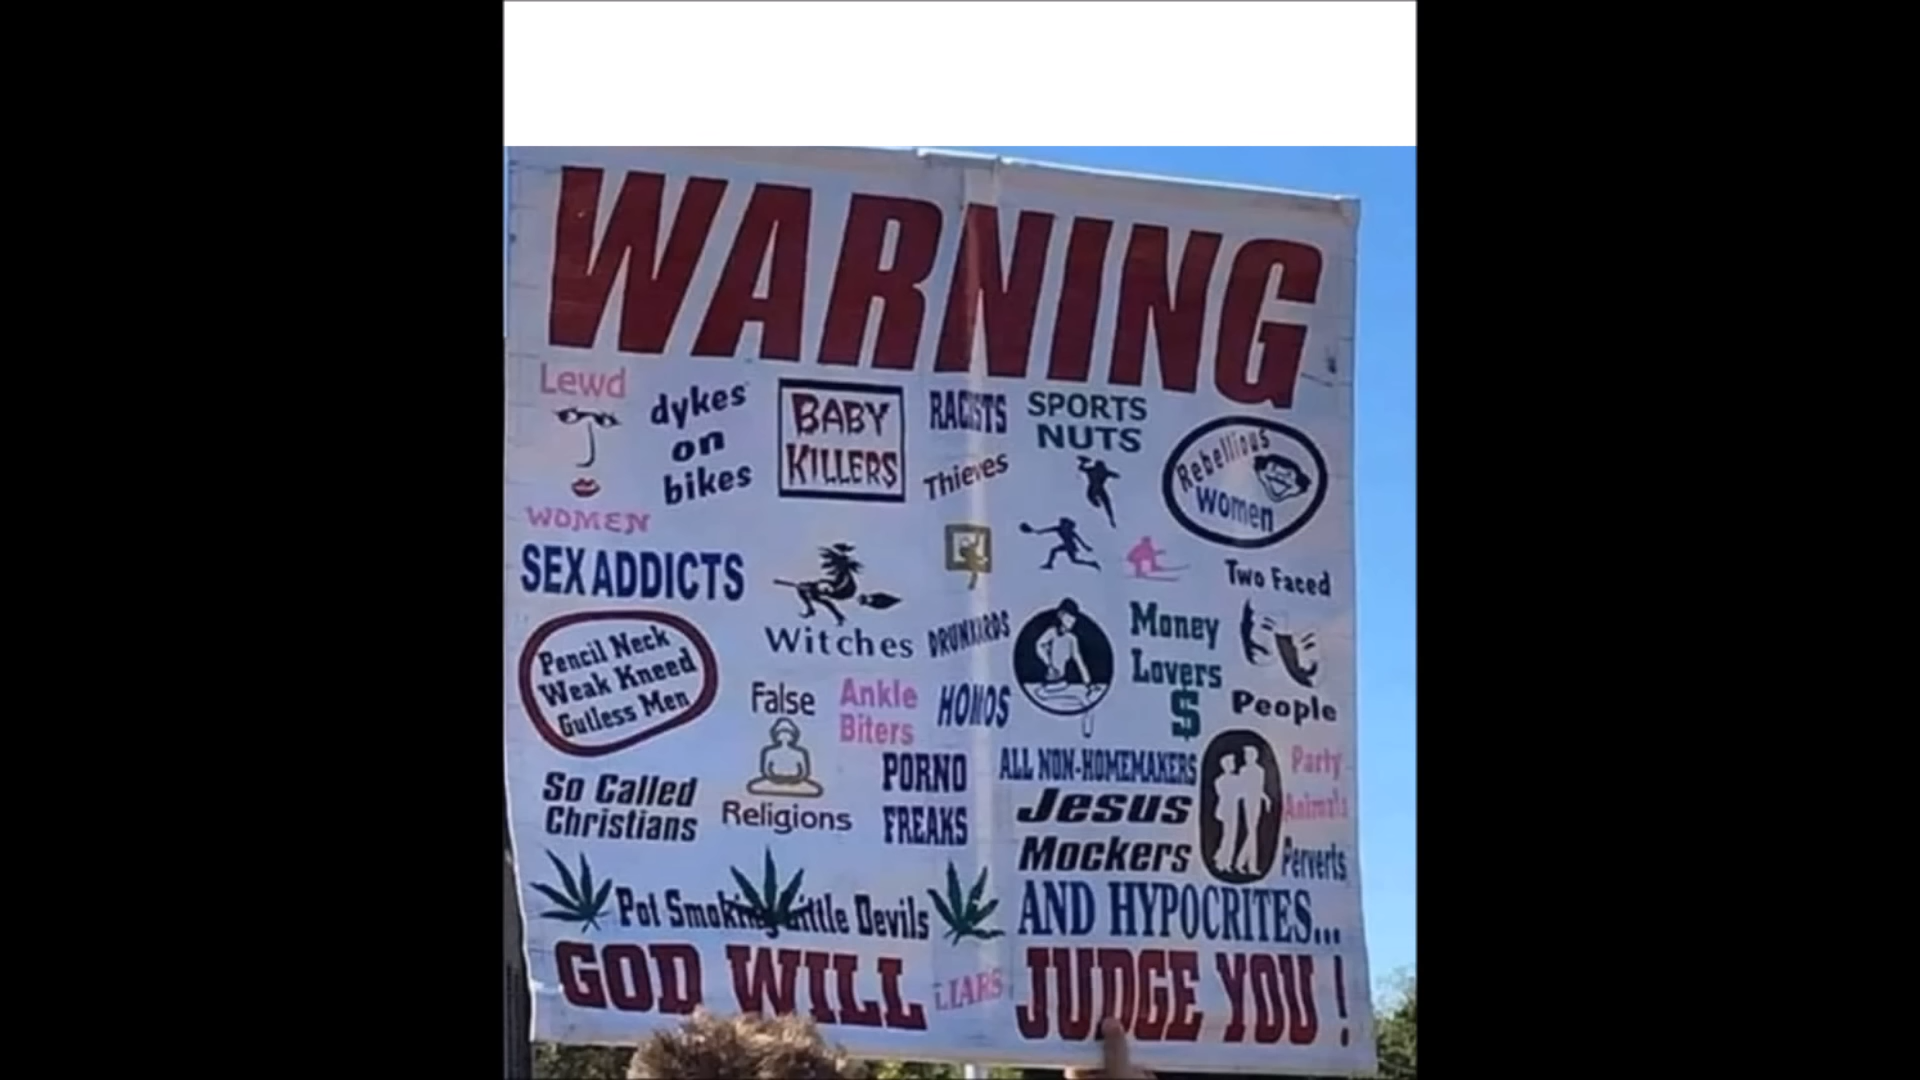 WARNING
Lewd
WOMEN
dykes
on
bikes
BABY
KILLERS
RACISTS
Thieves
SPORTS
NUTS
Rebellious
Women
SEX ADDICTS
Witches
DRUNKARDS
Money
Lovers
$
Two Faced
People
Pencil Neck
Weak Kneed
Gutless Men
False
Religions
Ankle
Biters
HOMOS
So Called
Christians
PORNO
FREAKS
ALL NON-HOMEMAKERS
Jesus
Mockers
Party
Animals
Perverts
Pot Smoking Little Devils
AND HYPOCRITES...
GOD WILL
LIARS
JUDGE YOU!